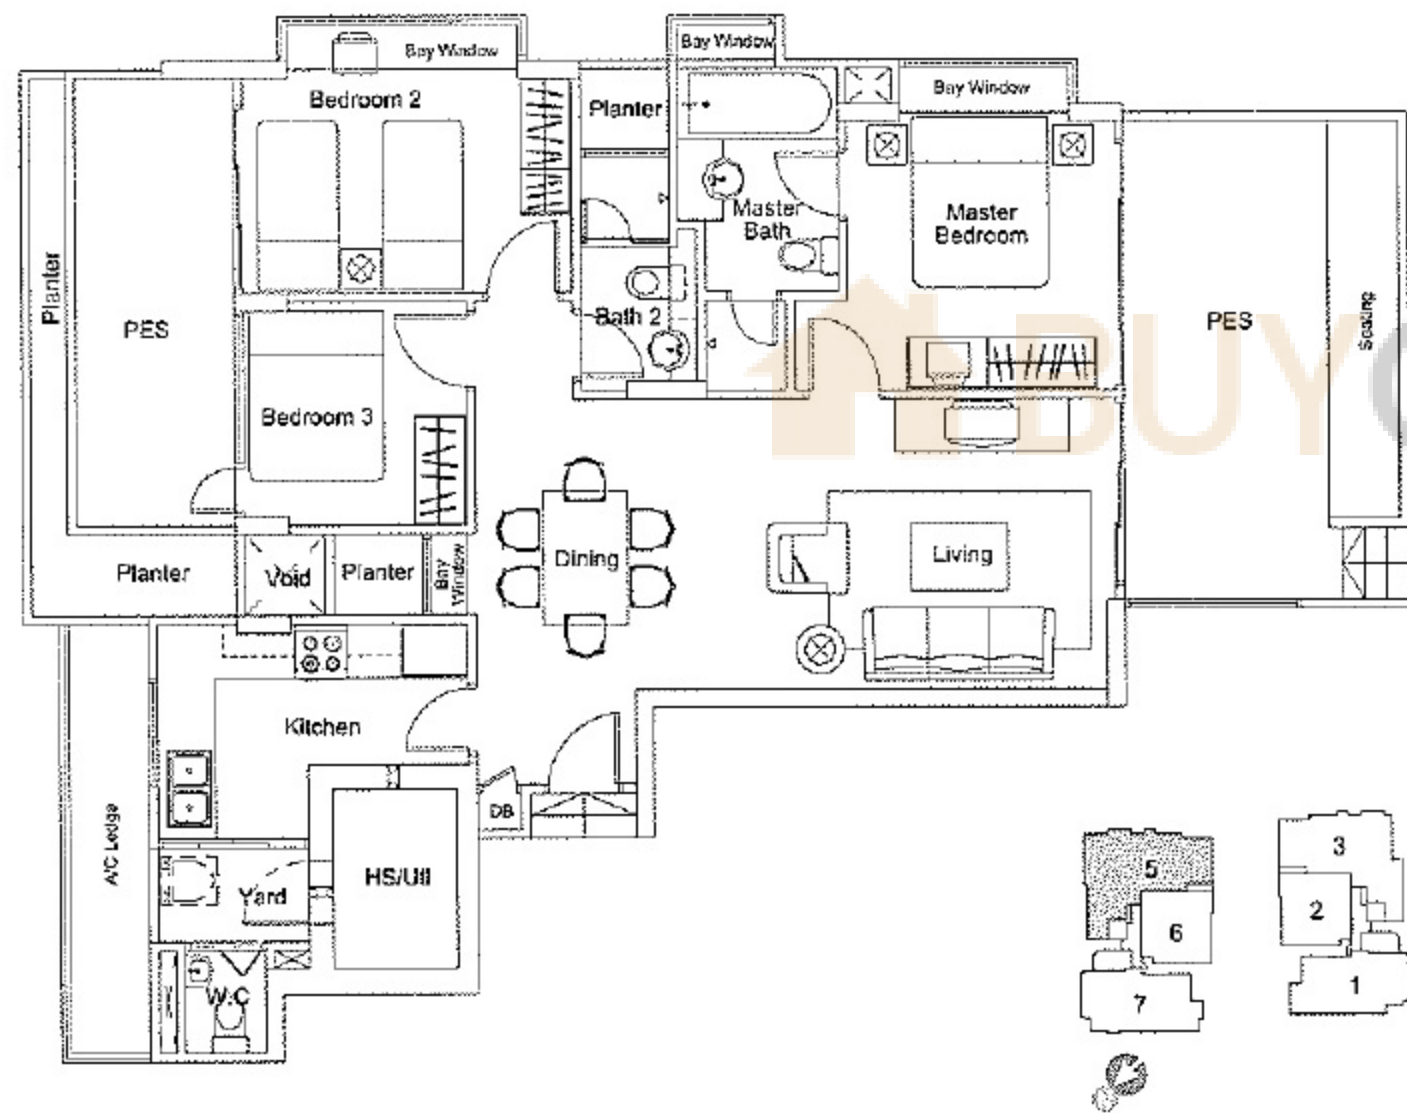 Bay Window
Bay Window
Bay Window
Bedroom 2
Planter
Master
Bath
Master
Bedroom
Planter
PES
Bath 2
PES
Seating
BUY
Bedroom 3
Dining
Living
Planter
Void
Planter
Bay
Window
Kitchen
DB
A/C Ledge
HS/Util
Yard
W.C
5
6
7
3
2
1